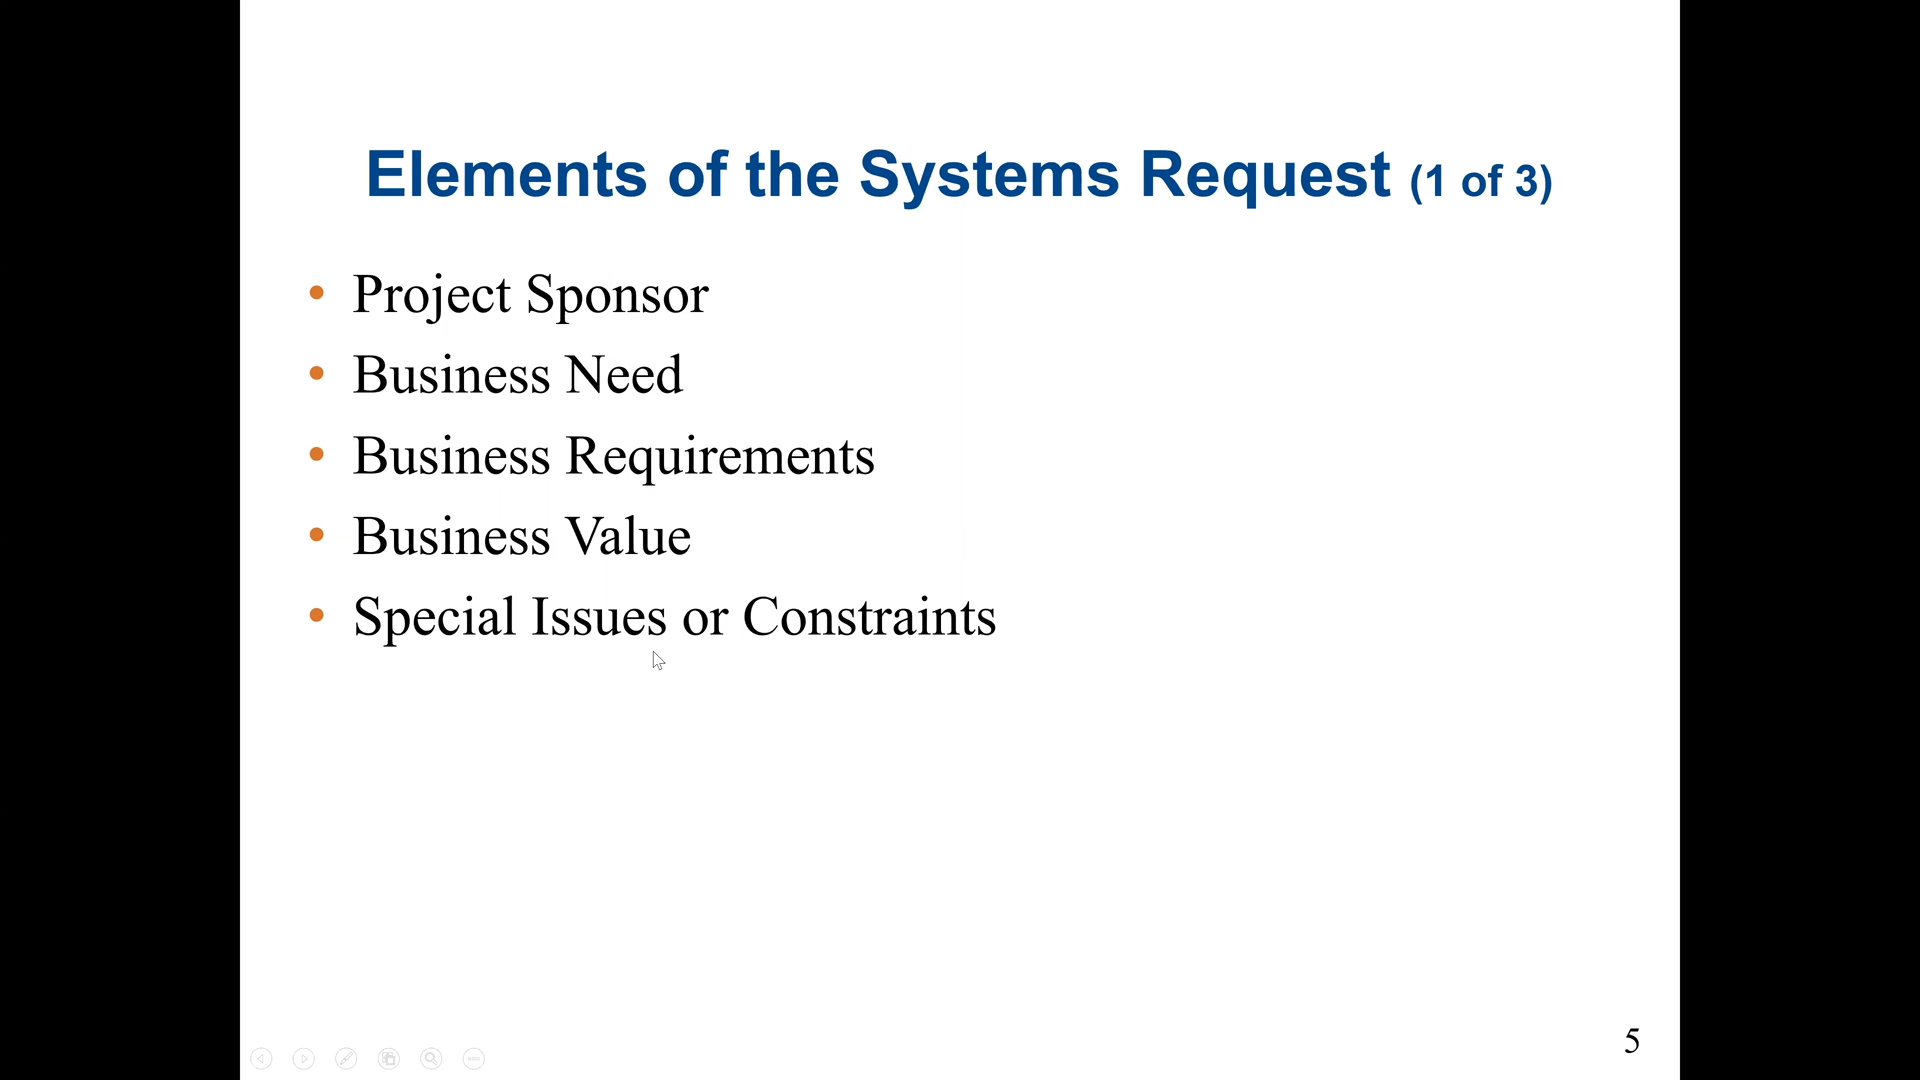 Elements of the Systems Request (1 of 3)
• Project Sponsor
• Business Need
• Business Requirements
• Business Value
• Special Issues or Constraints
5